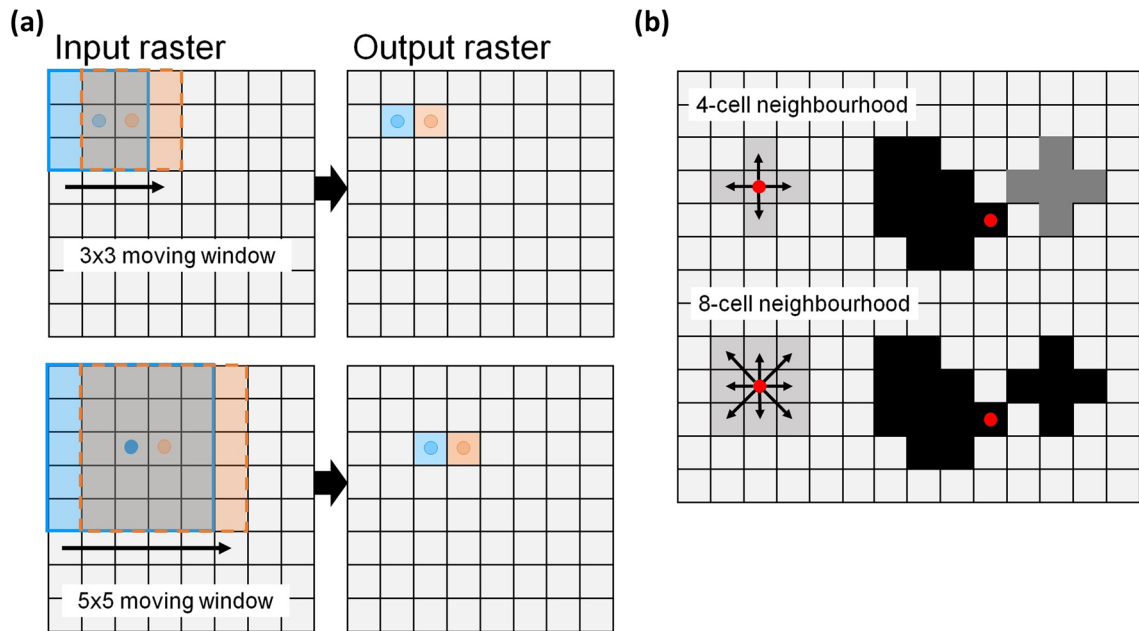 (a)
Input raster
Output raster
3x3 moving window
5x5 moving window
(b)
4-cell neighbourhood
8-cell neighbourhood